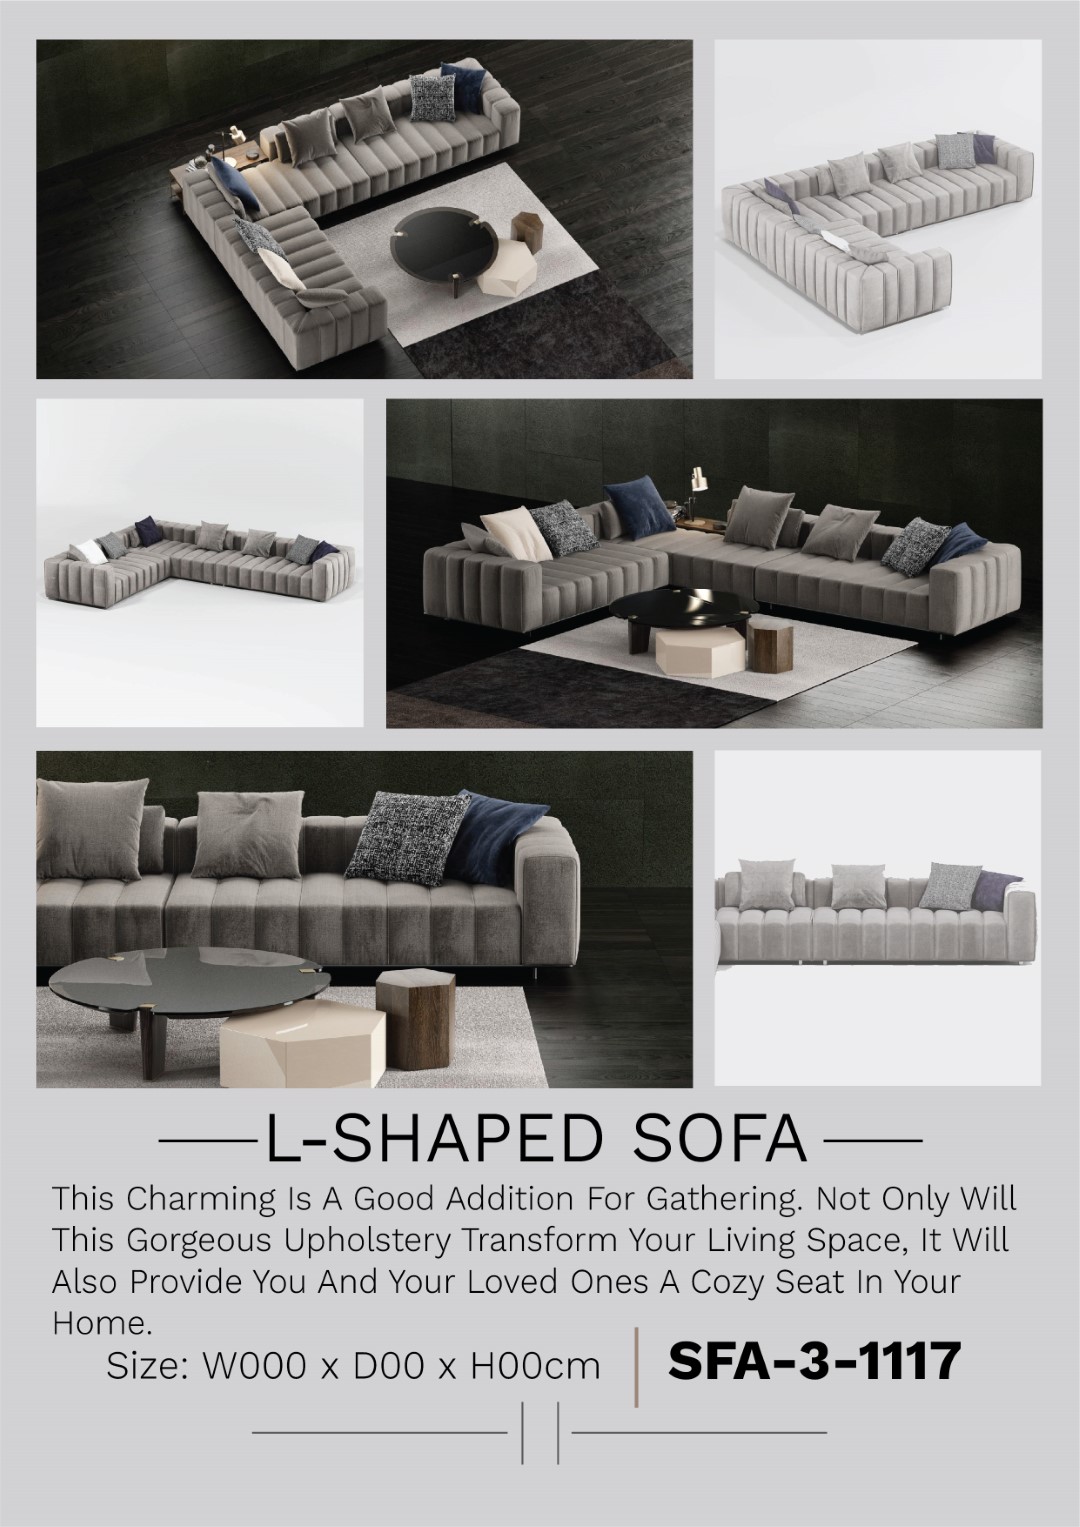 L-SHAPED SOFA
This Charming Is A Good Addition For Gathering. Not Only Will
This Gorgeous Upholstery Transform Your Living Space, It Will
Also Provide You And Your Loved Ones A Cozy Seat In Your
Home.
Size: W000 x D00 x H00cm
SFA-3-1117